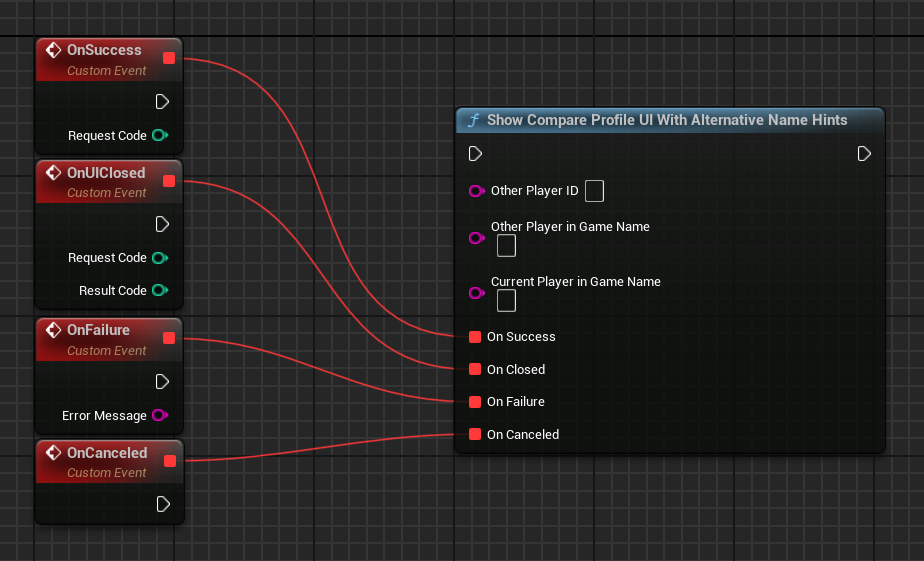 OnSuccess
Custom Event
Request Code
OnUIClosed
Custom Event
Request Code
Result Code
OnFailure
Custom Event
Error Message
OnCanceled
Custom Event
f Show Compare Profile UI With Alternative Name Hints
Other Player ID
Other Player in Game Name
Current Player in Game Name
On Success
On Closed
On Failure
On Canceled